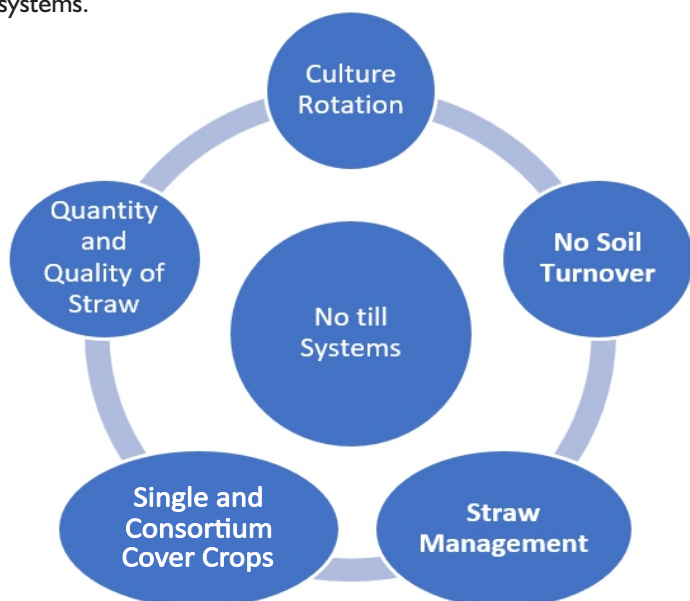 systems.
Culture
Rotation
Quantity
and
Quality of
Straw
No Soil
Turnover
No till
Systems
Single and
Consortium
Cover Crops
Straw
Management